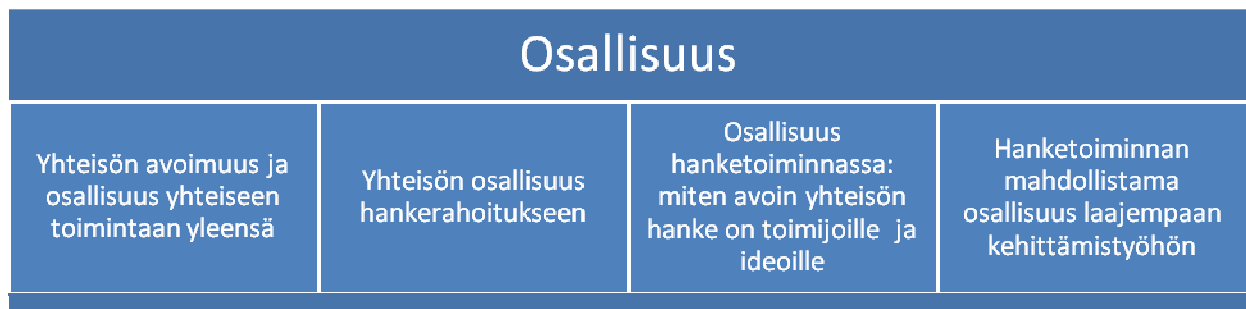 Osallisuus
Yhteisön avoimuus ja
osallisuus yhteiseen
toimintaan yleensä
Yhteisön osallisuus
hankerahoitukseen
Osallisuus
hanketoiminnassa:
miten avoin yhteisön
hanke on toimijoille ja
ideoille
Hanketoiminnan
mahdollistama
osallisuus laajempaan
kehittämistyöhön